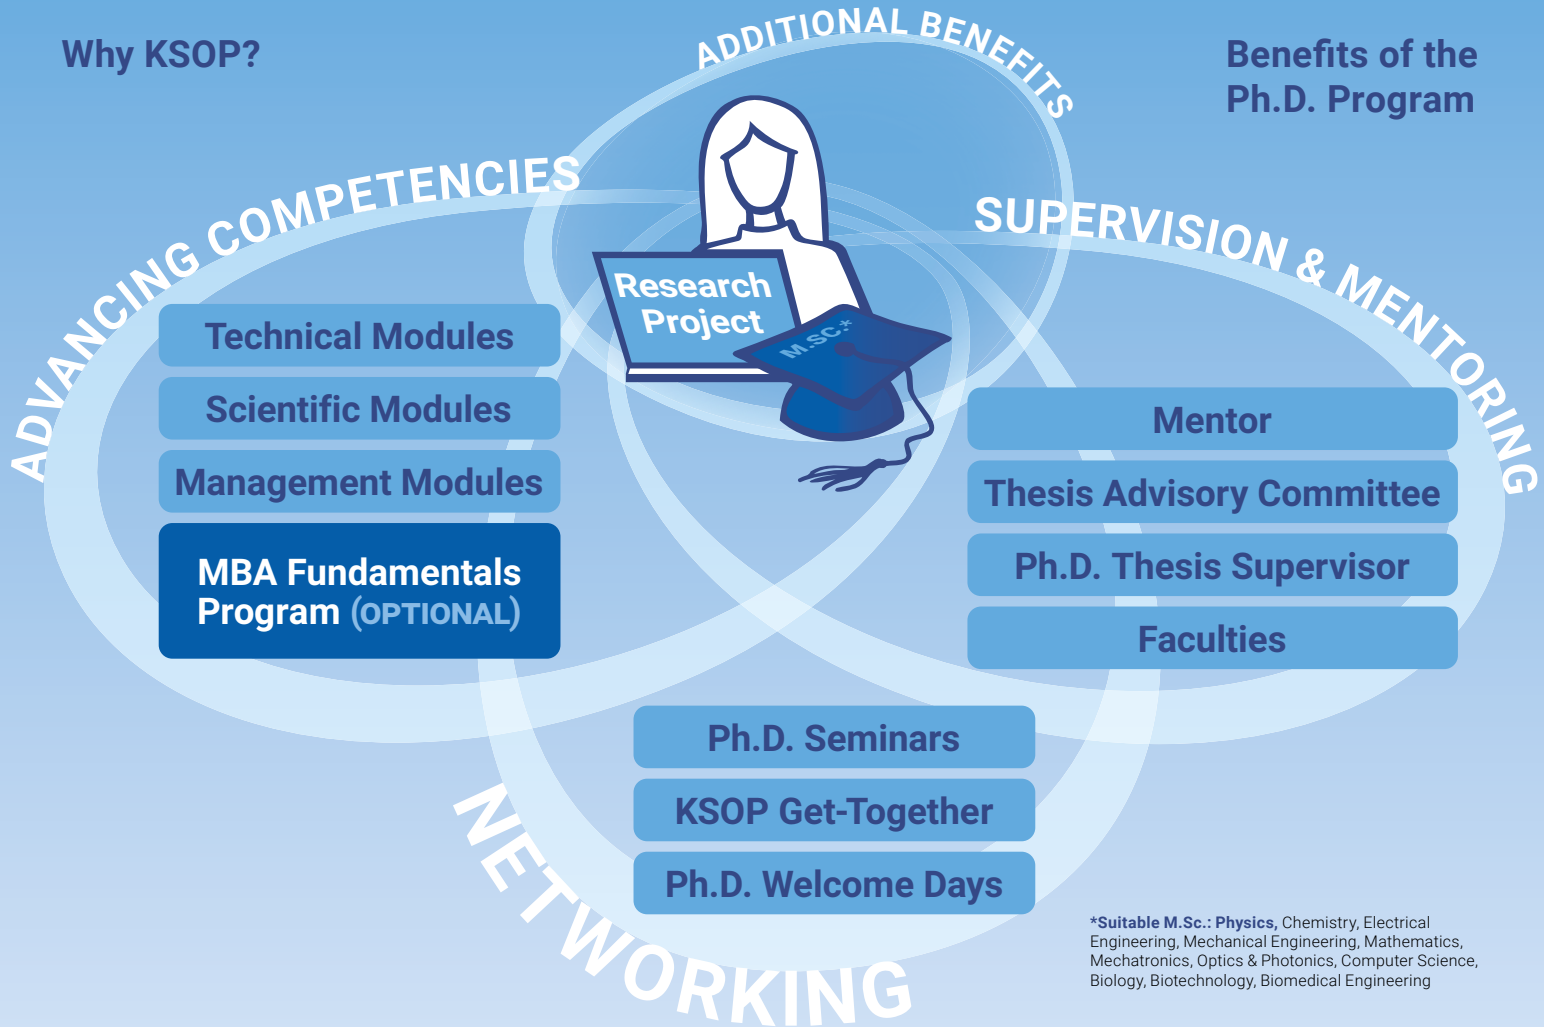 Why KSOP?
Benefits of the
Ph.D. Program
ADDITIONAL BENEFITS
ADVANCING COMPETENCIES
SUPERVISION & MENTORING
Research
Project
M.SC.*
Technical Modules
Scientific Modules
Management Modules
MBA Fundamentals
Program (OPTIONAL)
Mentor
Thesis Advisory Committee
Ph.D. Thesis Supervisor
Faculties
Ph.D. Seminars
KSOP Get-Together
Ph.D. Welcome Days
NETWORKING
*Suitable M.Sc.: Physics, Chemistry, Electrical
Engineering, Mechanical Engineering, Mathematics,
Mechatronics, Optics & Photonics, Computer Science,
Biology, Biotechnology, Biomedical Engineering